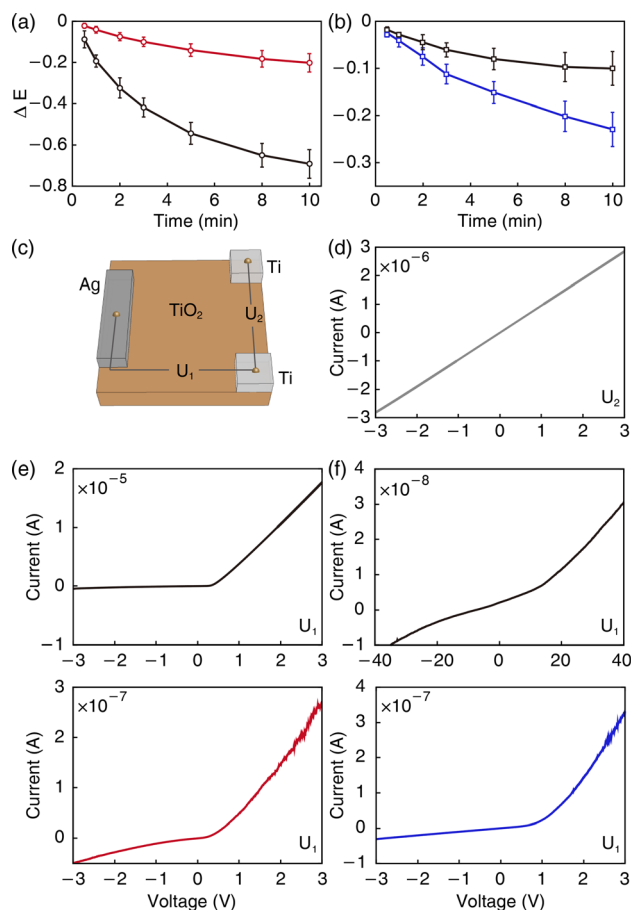 (a)
0
−0.2
−0.4
−0.6
−0.8
Δ E
0 2 4 6 8 10
Time (min)
(b)
0
−0.1
−0.2
−0.3
0 2 4 6 8 10
Time (min)
(c)
Ag
Ti
TiO2
U2
U1
Ti
(d)
3
2
1
0
−1
−2
−3
×10−6
Current (A)
U2
−3 −2 −1 0 1 2 3
(e)
2
1
0
−1
×10−5
Current (A)
U1
−3 −2 −1 0 1 2 3
(f)
4
3
2
1
0
−1
×10−8
Current (A)
U1
−40 −20 0 20 40
3
2
1
0
×10−7
Current (A)
U1
−3 −2 −1 0 1 2 3
Voltage (V)
4
3
2
1
0
−1
×10−7
Current (A)
U1
−3 −2 −1 0 1 2 3
Voltage (V)